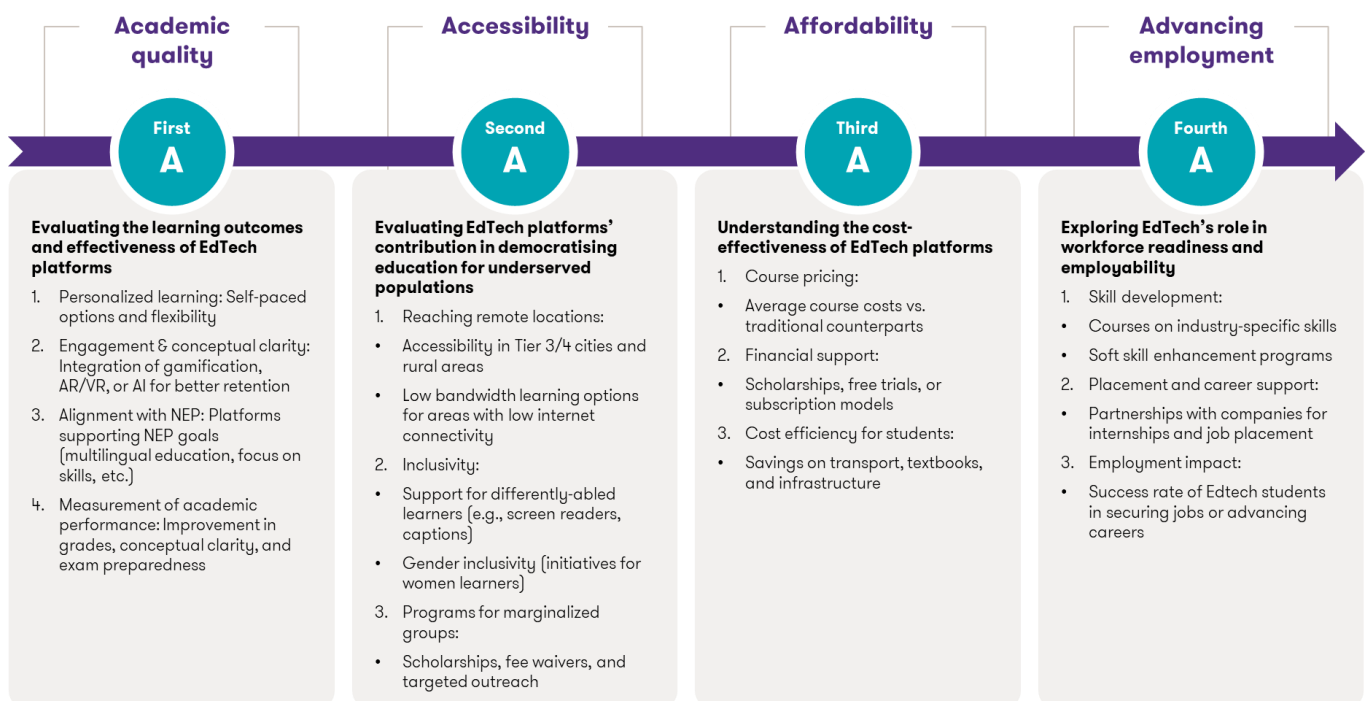 Academic
quality
First
A
Evaluating the learning outcomes
and effectiveness of EdTech
platforms
1. Personalized learning: Self-paced
options and flexibility
2. Engagement & conceptual clarity:
Integration of gamification,
AR/VR, or AI for better retention
3. Alignment with NEP: Platforms
supporting NEP goals
(multilingual education, focus on
skills, etc.)
4. Measurement of academic
performance: Improvement in
grades, conceptual clarity, and
exam preparedness
Accessibility
Second
A
Evaluating EdTech platforms’
contribution in democratising
education for underserved
populations
1. Reaching remote locations:
• Accessibility in Tier 3/4 cities and
rural areas
• Low bandwidth learning options
for areas with low internet
connectivity
2. Inclusivity:
• Support for differently-abled
learners (e.g., screen readers,
captions)
• Gender inclusivity (initiatives for
women learners)
3. Programs for marginalized
groups:
• Scholarships, fee waivers, and
targeted outreach
Affordability
Third
A
Understanding the cost-
effectiveness of EdTech platforms
1. Course pricing:
• Average course costs vs.
traditional counterparts
2. Financial support:
• Scholarships, free trials, or
subscription models
3. Cost efficiency for students:
• Savings on transport, textbooks,
and infrastructure
Advancing
employment
Fourth
A
Exploring EdTech’s role in
workforce readiness and
employability
1. Skill development:
• Courses on industry-specific skills
• Soft skill enhancement programs
2. Placement and career support:
• Partnerships with companies for
internships and job placement
3. Employment impact:
• Success rate of Edtech students
in securing jobs or advancing
careers